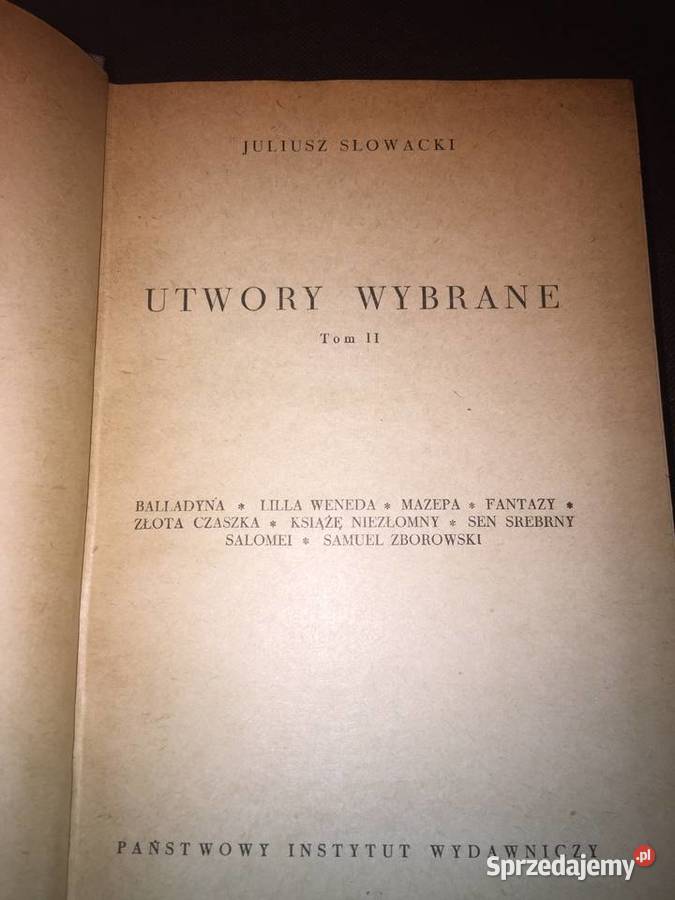 JULIUSZ SŁOWACKI
UTWORY WYBRANE
Tom II
BALLADYNA * LILLA WENEDA * MAZEPA * FANTAZY *
ZŁOTA CZASZKA * KSIĄŻĘ NIEZŁOMNY * SEN SREBRNY
SALOMEI * SAMUEL ZBOROWSKI
PAŃSTWOWY INSTYTUT WYDAWNICZY
Sprzedajemy.pl